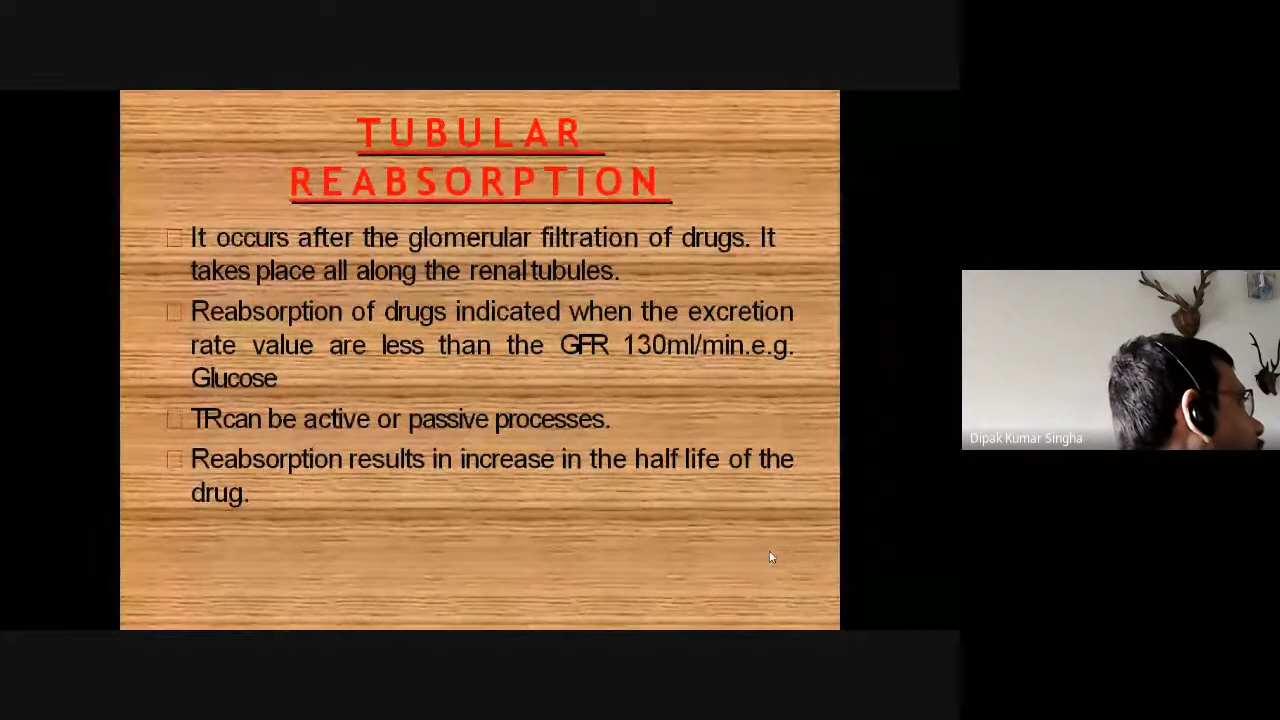 TUBULAR
REABSORPTION
It occurs after the glomerular filtration of drugs. It
takes place all along the renal tubules.
Reabsorption of drugs indicated when the excretion
rate value are less than the GFR 130ml/min.e.g.
Glucose
TRcan be active or passive processes.
Reabsorption results in increase in the half life of the
drug.
Dipak Kumar Singha